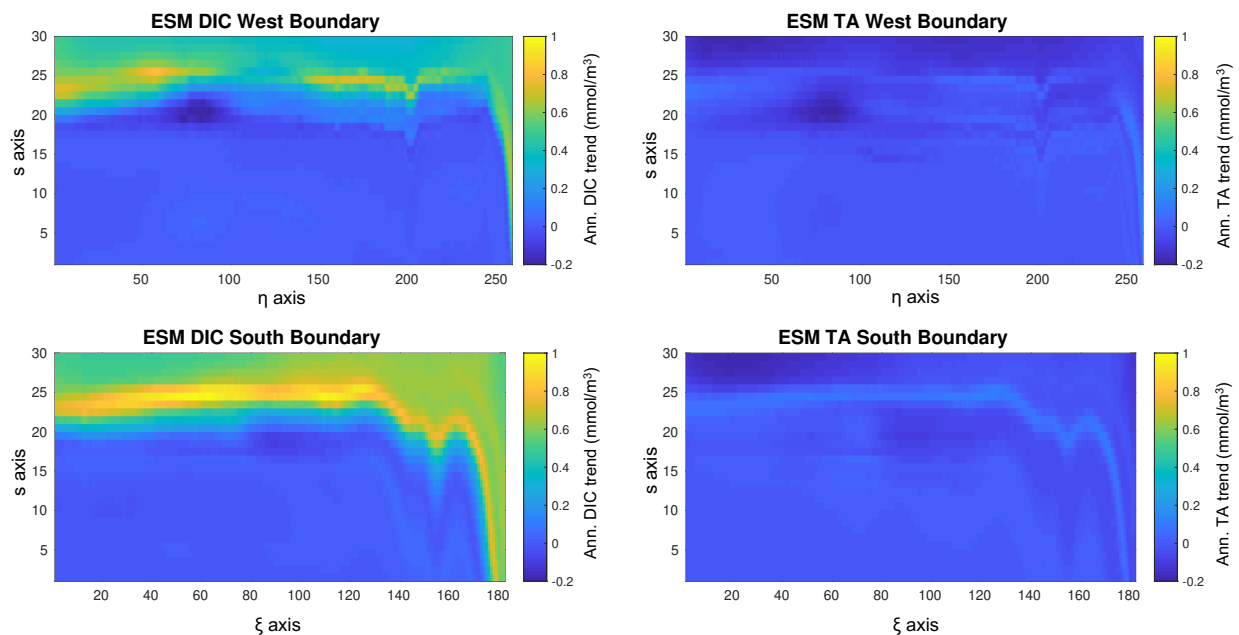 ESM DIC West Boundary
30
25
20
15
10
5
s axis
50 100 150 200 250
η axis
1
0.8
0.6
0.4
0.2
0
-0.2
Ann. DIC trend (mmol/m³)
ESM TA West Boundary
30
25
20
15
10
5
s axis
50 100 150 200 250
η axis
1
0.8
0.6
0.4
0.2
0
-0.2
Ann. TA trend (mmol/m³)
ESM DIC South Boundary
30
25
20
15
10
5
s axis
20 40 60 80 100 120 140 160 180
ξ axis
1
0.8
0.6
0.4
0.2
0
-0.2
Ann. DIC trend (mmol/m³)
ESM TA South Boundary
30
25
20
15
10
5
s axis
20 40 60 80 100 120 140 160 180
ξ axis
1
0.8
0.6
0.4
0.2
0
-0.2
Ann. TA trend (mmol/m³)